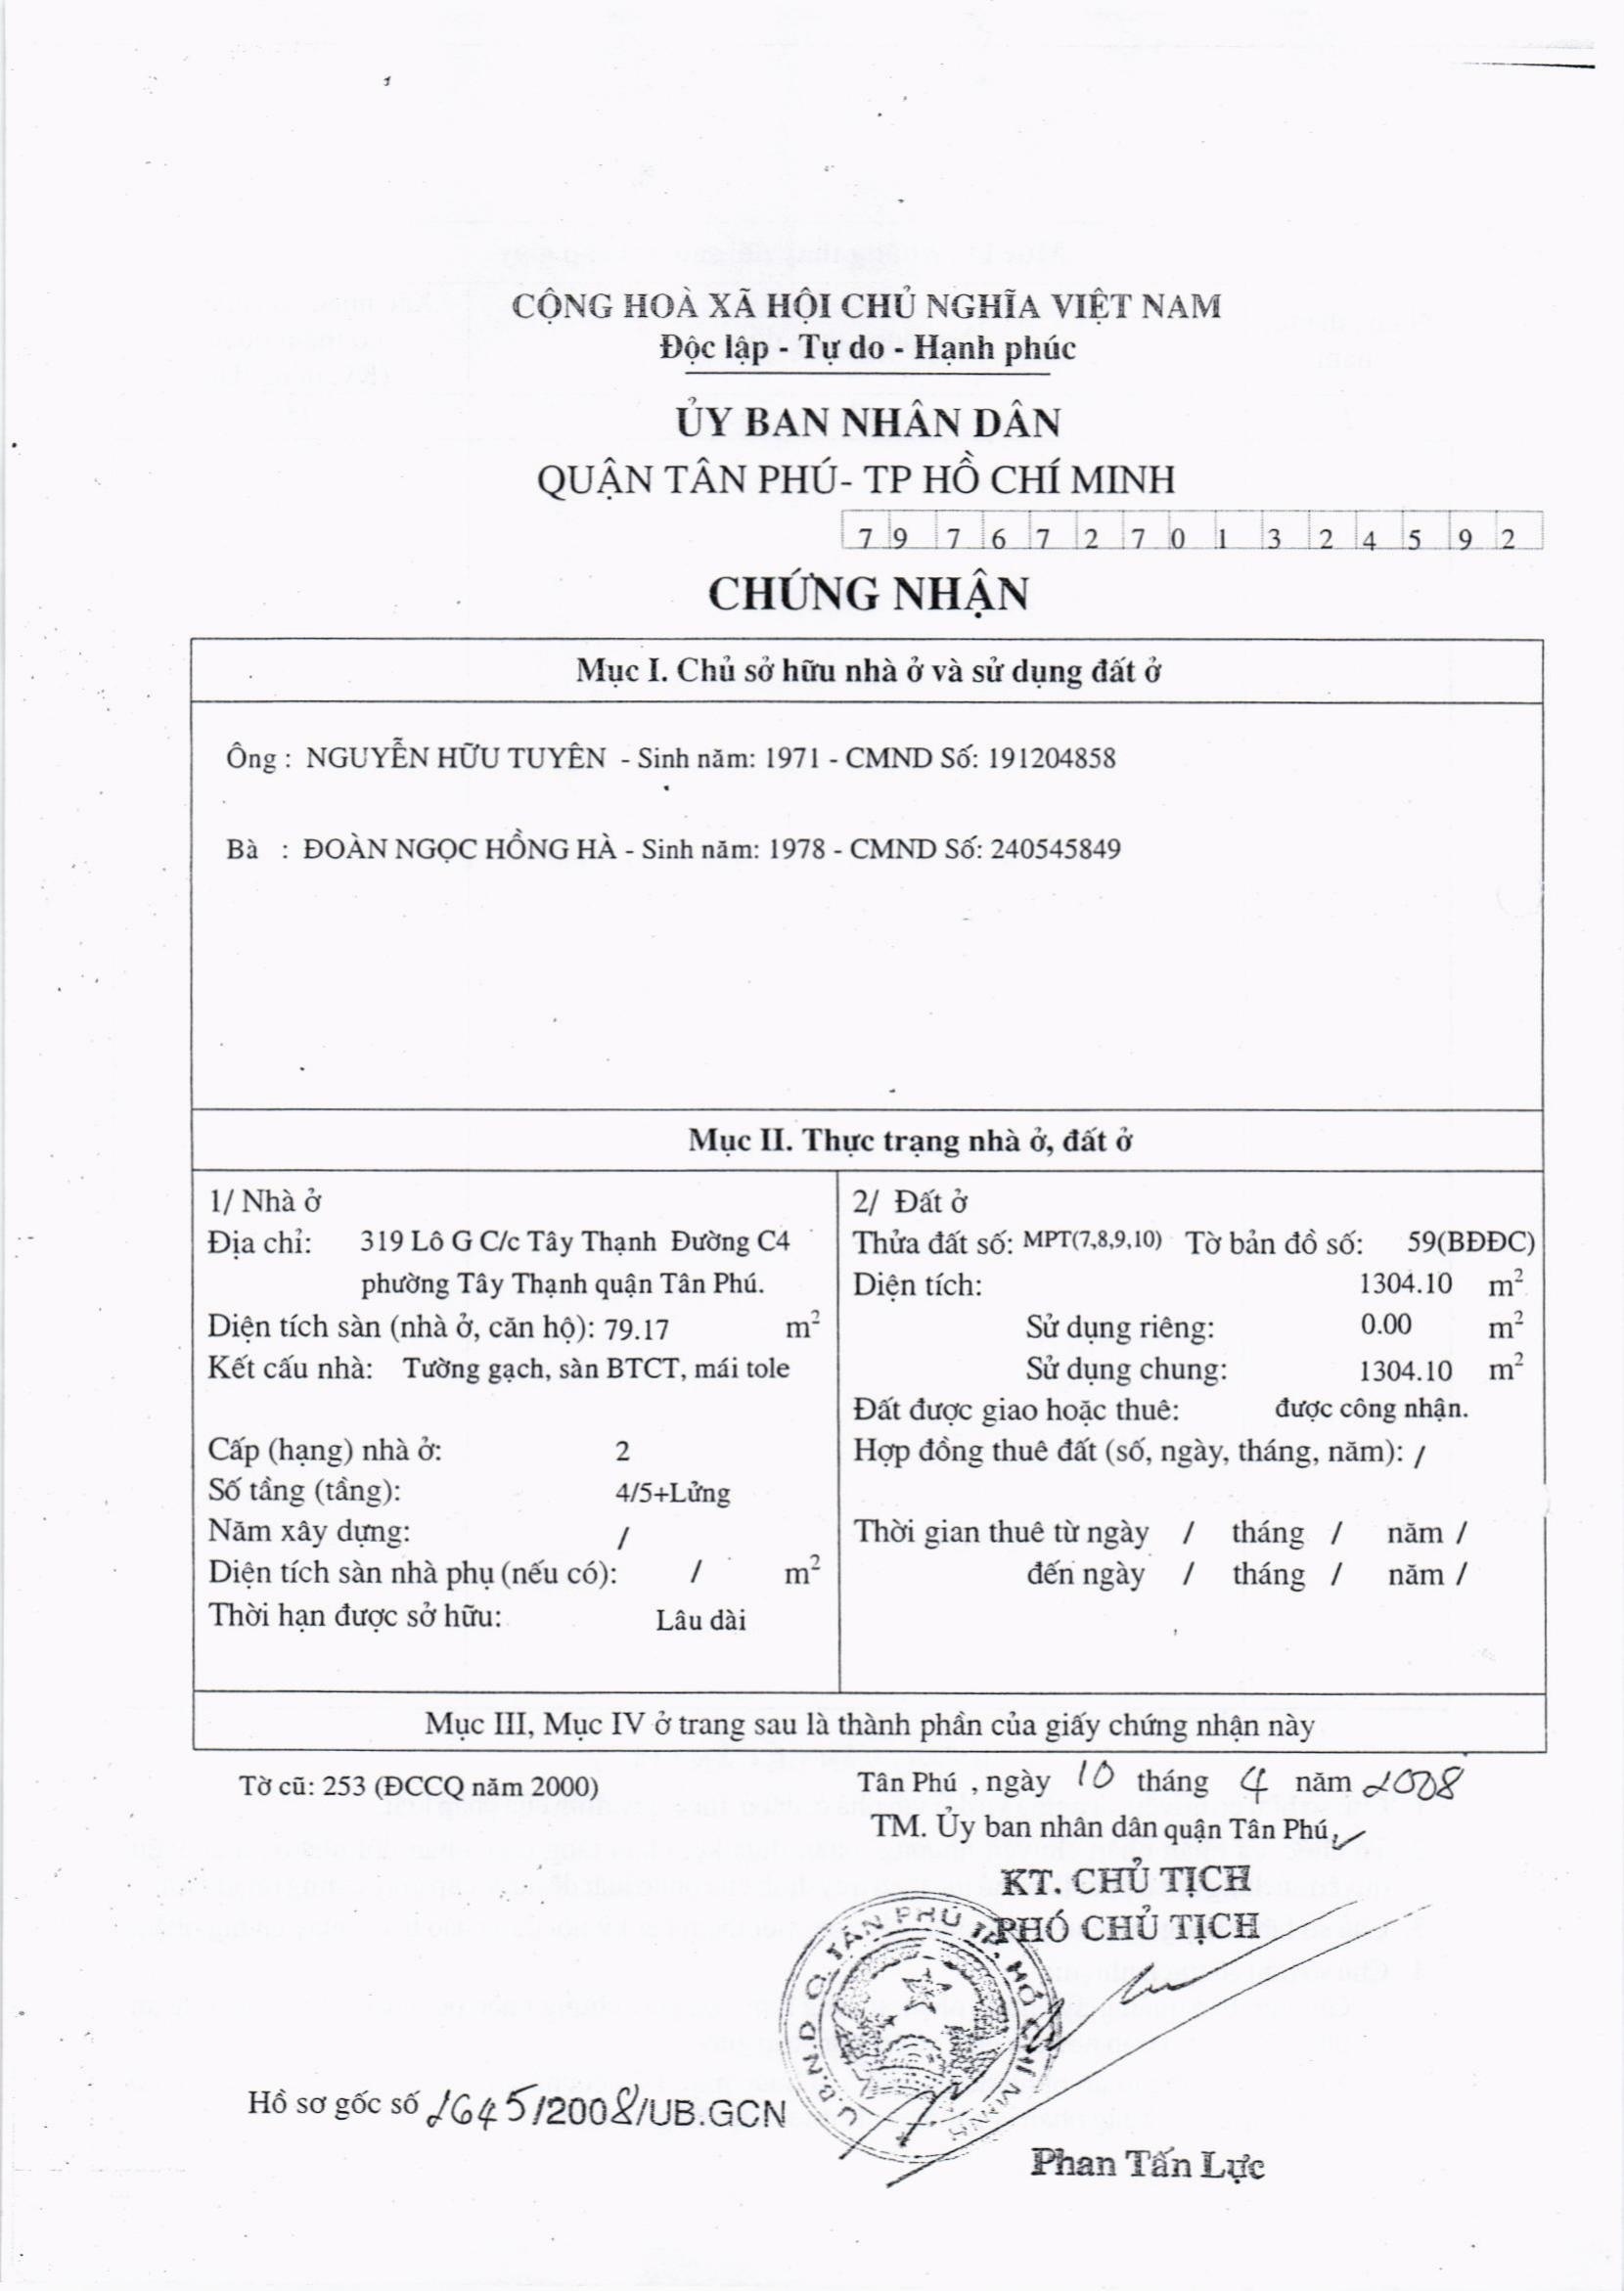 CỘNG HOÀ XÃ HỘI CHỦ NGHĨA VIỆT NAM
Độc lập - Tự do - Hạnh phúc
ỦY BAN NHÂN DÂN
QUẬN TÂN PHÚ- TP HỒ CHÍ MINH
7 9 7 6 7 2 7 0 1 3 2 4 5 9 2
CHỨNG NHẬN
Mục I. Chủ sở hữu nhà ở và sử dụng đất ở
Ông : NGUYỄN HỮU TUYÊN - Sinh năm: 1971 - CMND Số: 191204858
Bà : ĐOÀN NGỌC HỒNG HÀ - Sinh năm: 1978 - CMND Số: 240545849
Mục II. Thực trạng nhà ở, đất ở
1/ Nhà ở
Địa chỉ: 319 Lô G C/c Tây Thạnh Đường C4
phường Tây Thạnh quận Tân Phú.
Diện tích sàn (nhà ở, căn hộ): 79.17 m²
Kết cấu nhà: Tường gạch, sàn BTCT, mái tole
Cấp (hạng) nhà ở: 2
Số tầng (tầng): 4/5+Lửng
Năm xây dựng: /
Diện tích sàn nhà phụ (nếu có): / m²
Thời hạn được sở hữu: Lâu dài
2/ Đất ở
Thửa đất số: MPT(7,8,9,10) Tờ bản đồ số: 59(BĐĐC)
Diện tích: 1304.10 m²
Sử dụng riêng: 0.00 m²
Sử dụng chung: 1304.10 m²
Đất được giao hoặc thuê: được công nhận.
Hợp đồng thuê đất (số, ngày, tháng, năm): /
Thời gian thuê từ ngày / tháng / năm /
đến ngày / tháng / năm /
Mục III, Mục IV ở trang sau là thành phần của giấy chứng nhận này
Tờ cũ: 253 (ĐCCQ năm 2000)
Tân Phú , ngày 10 tháng 4 năm 2008
TM. Ủy ban nhân dân quận Tân Phú,
KT. CHỦ TỊCH
PHÓ CHỦ TỊCH
U.B.N.D Q. TÂN PHÚ TP. HỒ CHÍ MINH
Hồ sơ gốc số 2645/2008/UB.GCN
Phan Tấn Lực